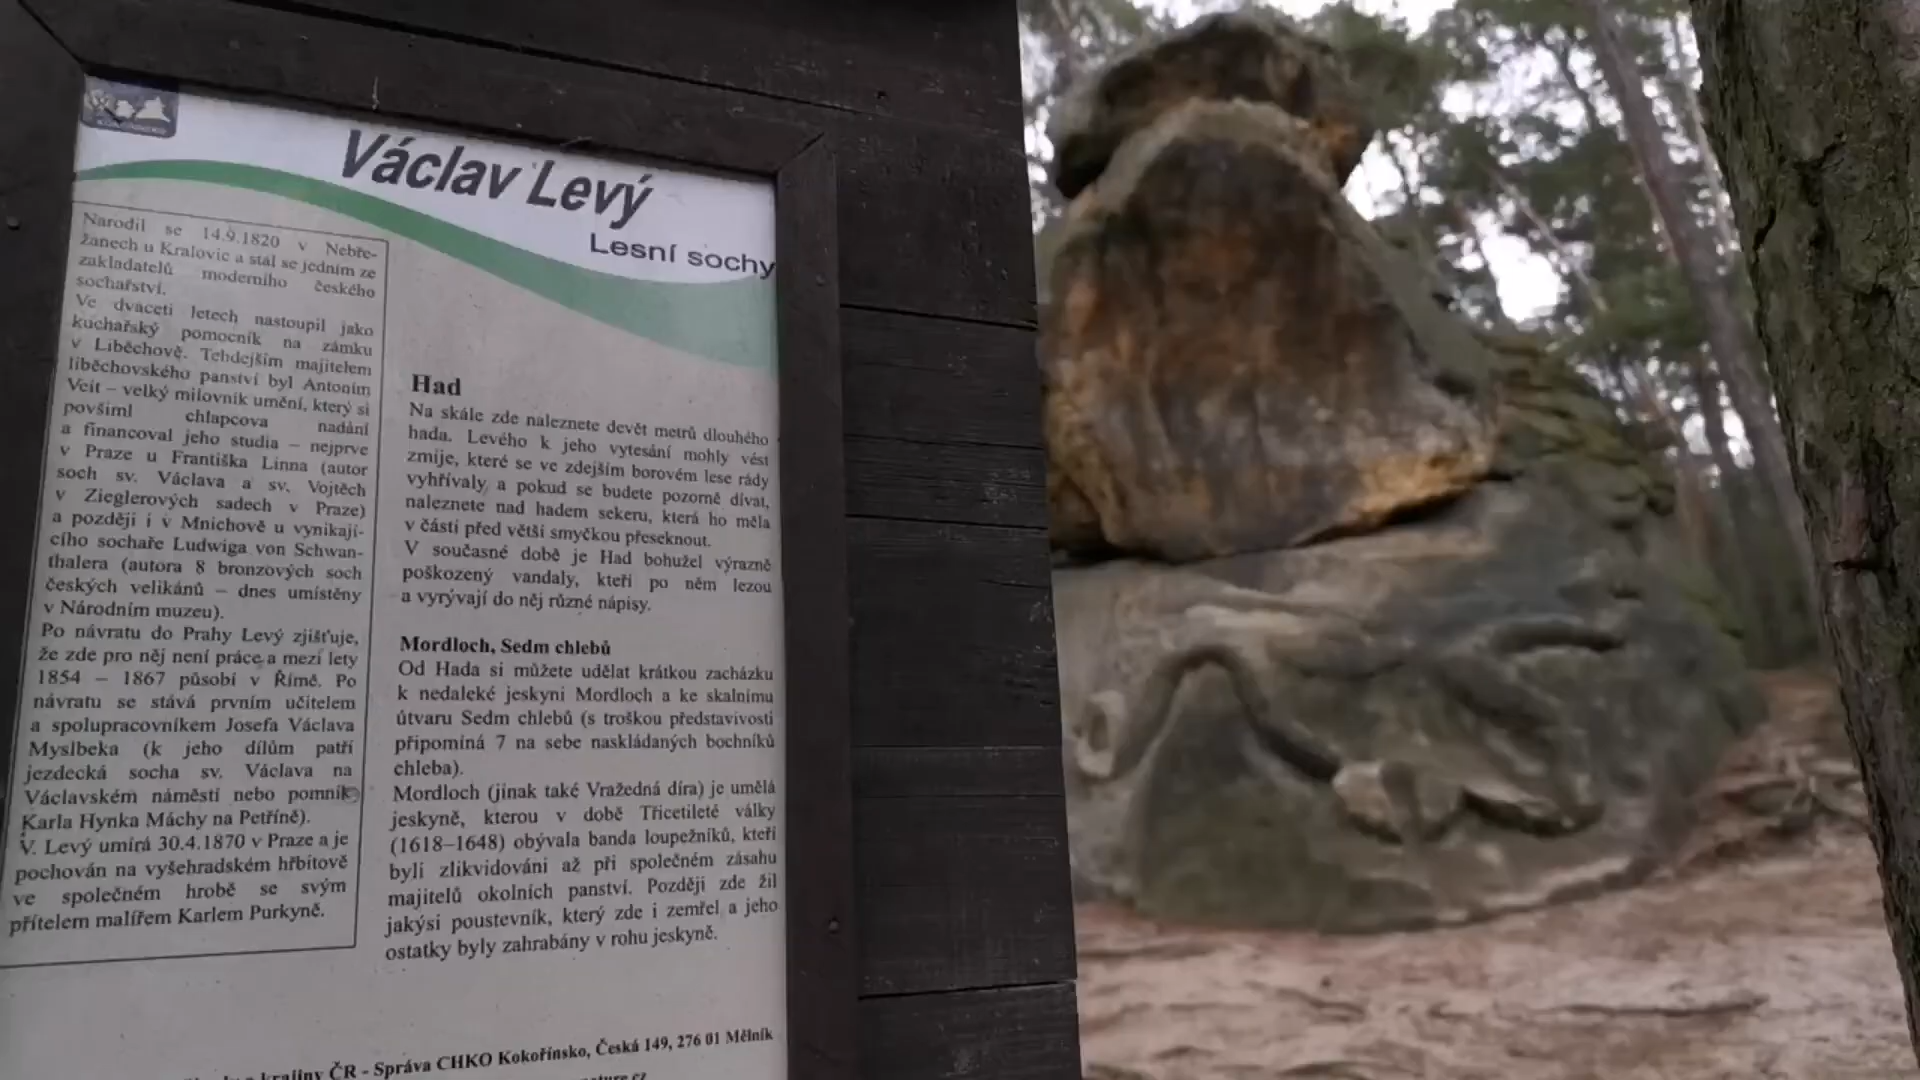 Václav Levý
Lesní sochy
Narodil se 14.9.1820 v Nebře-
žanech u Kralovic a stal se jedním ze
zakladatelů moderního českého
sochařství.
Ve dvaceti letech nastoupil jako
kuchařský pomocník na zámku
v Liběchově. Tehdejším majitelem
liběchovského panství byl Antonín
Veit – velký milovník umění, který si
povšiml chlapcova nadání
a financoval jeho studia – nejprve
v Praze u Františka Linna (autor
soch sv. Václava a sv. Vojtěch
v Zieglerových sadech v Praze)
a později i v Mnichově u vynikají-
cího sochaře Ludwiga von Schwan-
thalera (autora 8 bronzových soch
českých velikánů – dnes umístěny
v Národním muzeu).
Po návratu do Prahy Levý zjišťuje,
že zde pro něj není práce a mezi lety
1854 – 1867 působí v Římě. Po
návratu se stává prvním učitelem
a spolupracovníkem Josefa Václava
Myslbeka (k jeho dílům patří
jezdecká socha sv. Václava na
Václavském náměstí nebo pomník
Karla Hynka Máchy na Petříně).
V. Levý umírá 30.4.1870 v Praze a je
pochován na vyšehradském hřbitově
ve společném hrobě se svým
přítelem malířem Karlem Purkyně.
Had
Na skále zde naleznete devět metrů dlouhého
hada. Levého k jeho vytesání mohly vést
zmije, které se ve zdejším borovém lese rády
vyhřívaly a pokud se budete pozorně dívat,
naleznete nad hadem sekeru, která ho měla
v části před větší smyčkou přeseknout.
V současné době je Had bohužel výrazně
poškozený vandaly, kteří po něm lezou
a vyrývají do něj různé nápisy.
Mordloch, Sedm chlebů
Od Hada si můžete udělat krátkou zacházku
k nedaleké jeskyni Mordloch a ke skalnímu
útvaru Sedm chlebů (s troškou představivosti
připomíná 7 na sebe naskládaných bochníků
chleba).
Mordloch (jinak také Vražedná díra) je umělá
jeskyně, kterou v době Třicetileté války
(1618–1648) obývala banda loupežníků, kteří
byli zlikvidováni až při společném zásahu
majitelů okolních panství. Později zde žil
jakýsi poustevník, který zde i zemřel a jeho
ostatky byly zahrabány v rohu jeskyně.
krajiny ČR - Správa CHKO Kokořínsko, Česká 149, 276 01 Mělník